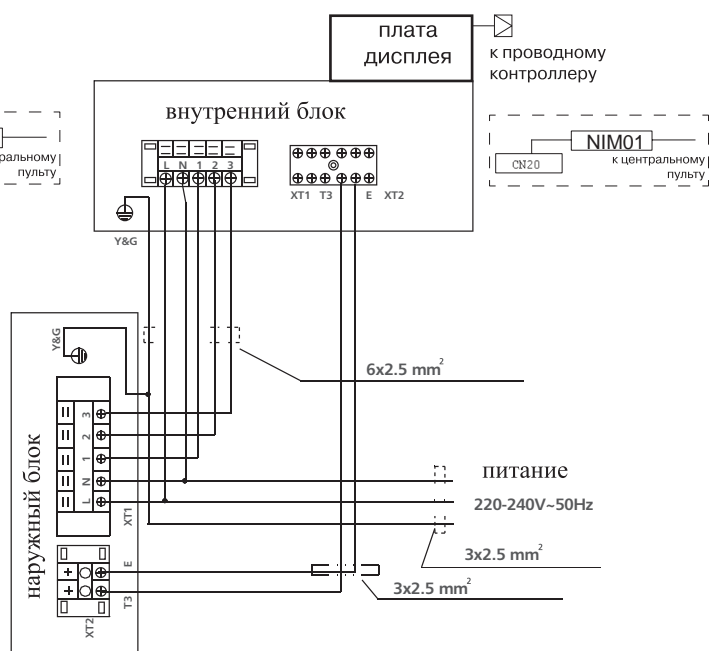 плата
дисплея
к проводному
контроллеру
внутренний блок
L N 1 2 3
XT1 T3 E XT2
Y&G
NIM01
CN20
к центральному
пульту
ральному
пульту
Y&G
6x2.5 mm²
наружный блок
3
2
1
N
L
XT1
питание
220-240V~50Hz
3x2.5 mm²
E
T3
XT2
3x2.5 mm²